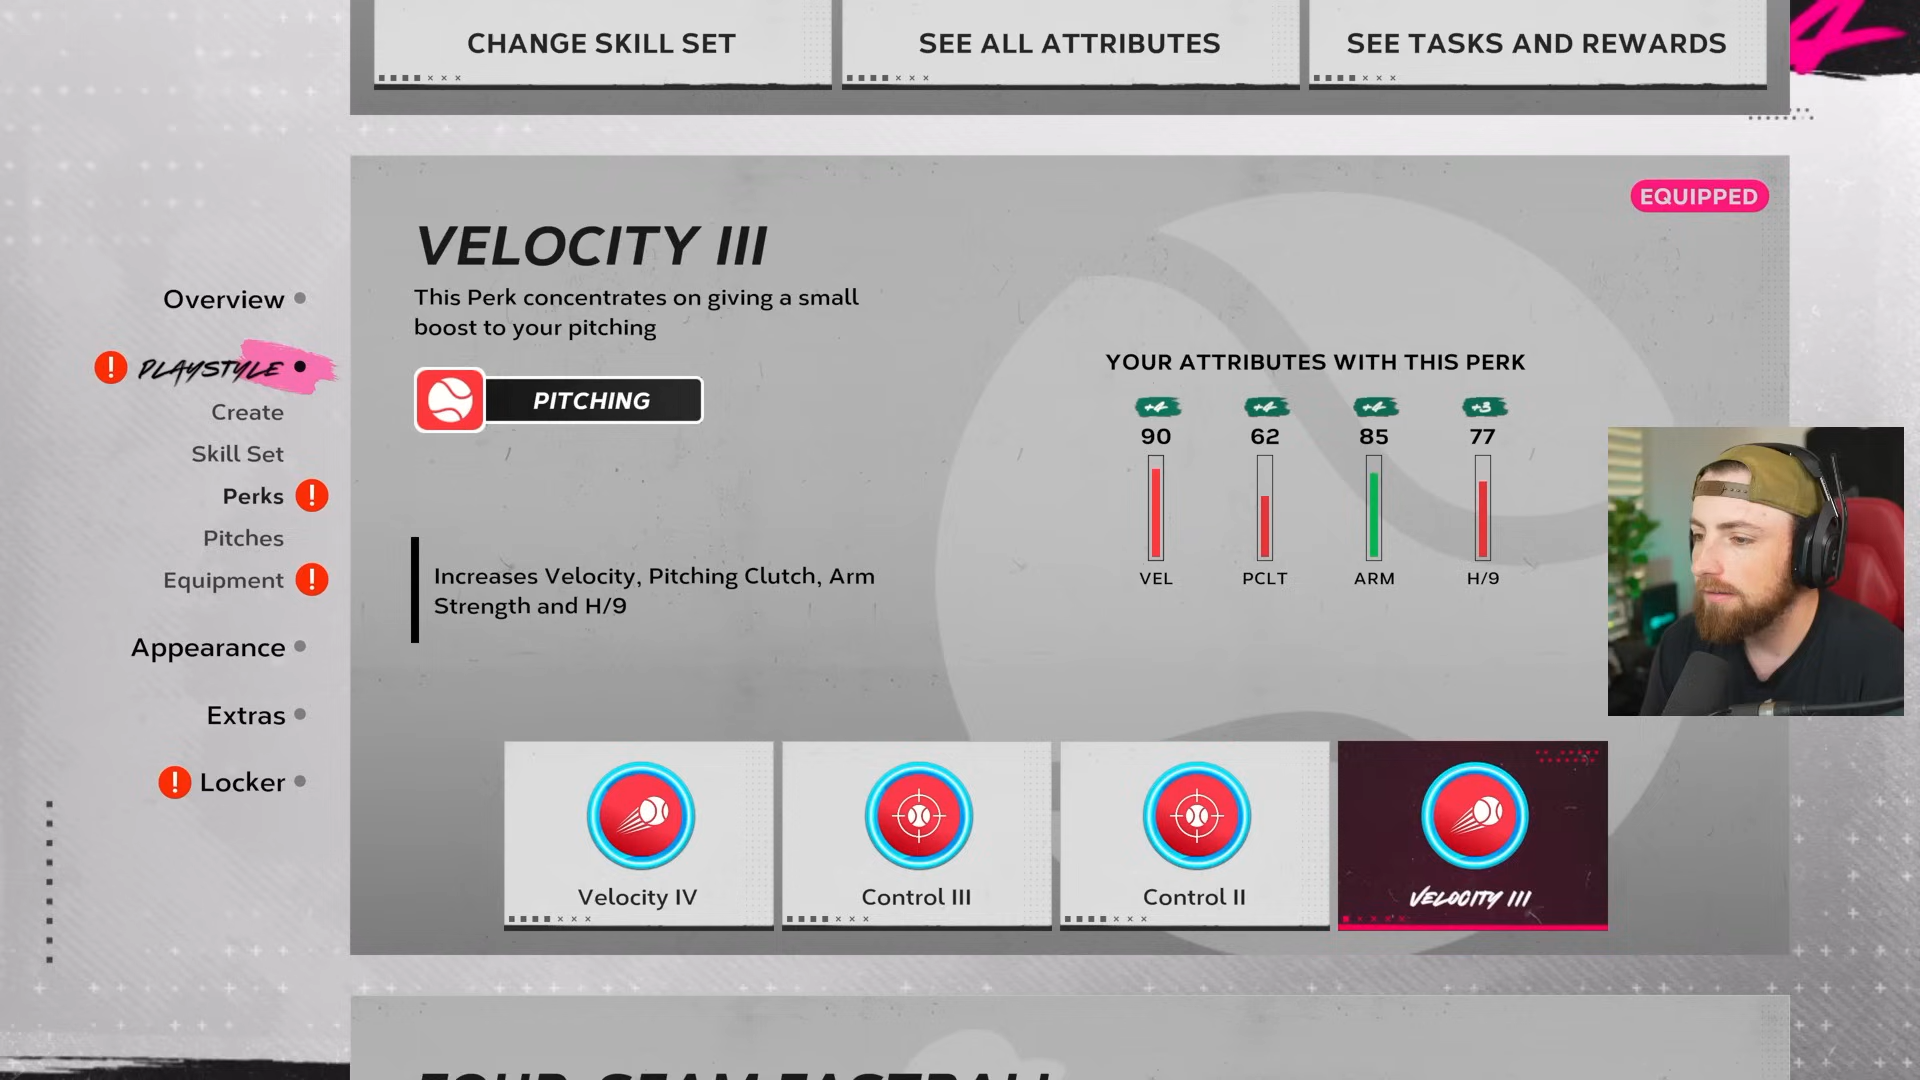 CHANGE SKILL SET
SEE ALL ATTRIBUTES
SEE TASKS AND REWARDS
EQUIPPED
VELOCITY III
This Perk concentrates on giving a small
boost to your pitching
PITCHING
Increases Velocity, Pitching Clutch, Arm
Strength and H/9
YOUR ATTRIBUTES WITH THIS PERK
+4 +4 +4 +3
90 62 85 77
VEL PCLT ARM H/9
Overview
! PLAYSTYLE
Create
Skill Set
Perks !
Pitches
Equipment !
Appearance
Extras
! Locker
Velocity IV
Control III
Control II
VELOCITY III
FOUR-SEAM FASTBALL